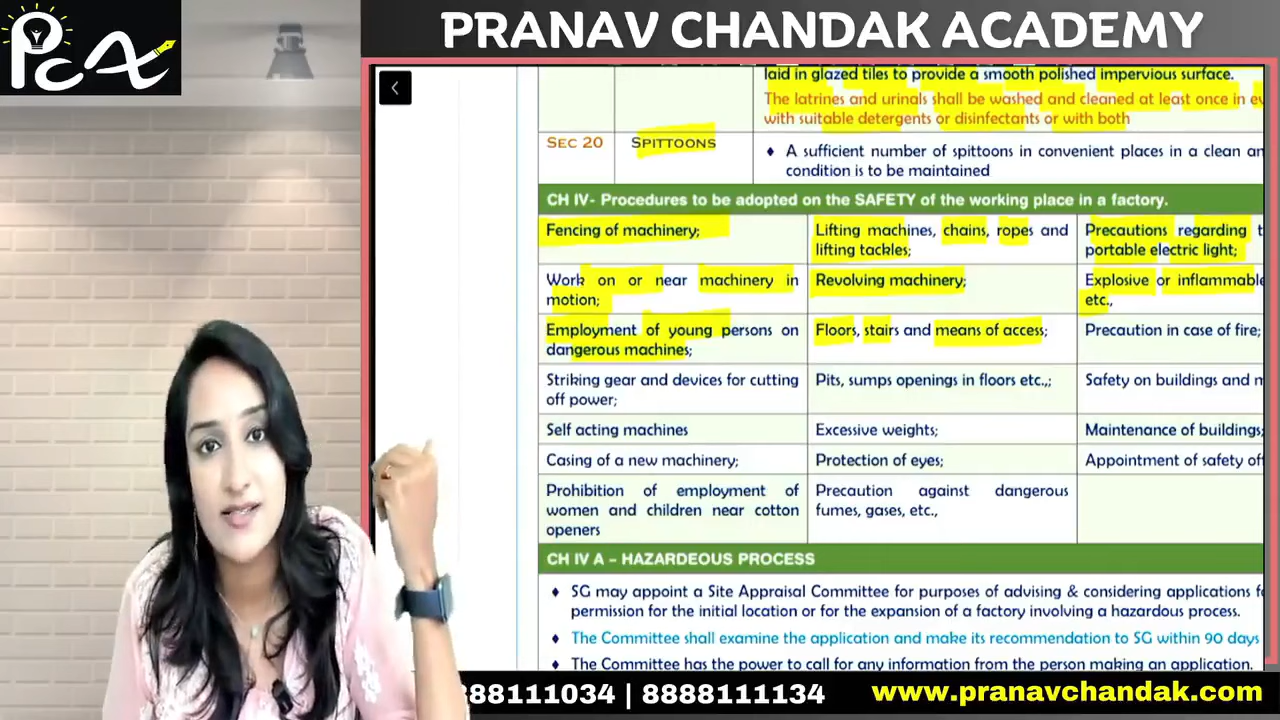 PCA
PRANAV CHANDAK ACADEMY
laid in glazed tiles to provide a smooth polished impervious surface.
The latrines and urinals shall be washed and cleaned at least once in
with suitable detergents or disinfectants or with both
SEC 20
SPITTOONS
♦ A sufficient number of spittoons in convenient places in a clean
condition is to be maintained
CH IV- Procedures to be adopted on the SAFETY of the working place in a factory.
Fencing of machinery;
Lifting machines, chains, ropes and
lifting tackles;
Precautions regarding
portable electric light;
Work on or near machinery in
motion;
Revolving machinery;
Explosive or inflammable
etc.,
Employment of young persons on
dangerous machines;
Floors, stairs and means of access;
Precaution in case of fire;
Striking gear and devices for cutting
off power;
Pits, sumps openings in floors etc.,;
Safety on buildings and
Self acting machines
Excessive weights;
Maintenance of buildings;
Casing of a new machinery;
Protection of eyes;
Appointment of safety
Prohibition of employment of
women and children near cotton
openers
Precaution against dangerous
fumes, gases, etc.,
CH IV A – HAZARDEOUS PROCESS
♦ SG may appoint a Site Appraisal Committee for purposes of advising & considering applications
permission for the initial location or for the expansion of a factory involving a hazardous process.
♦ The Committee shall examine the application and make its recommendation to SG within 90 days
♦ The Committee has the power to call for any information from the person making an application.
888111034 | 8888111134
www.pranavchandak.com